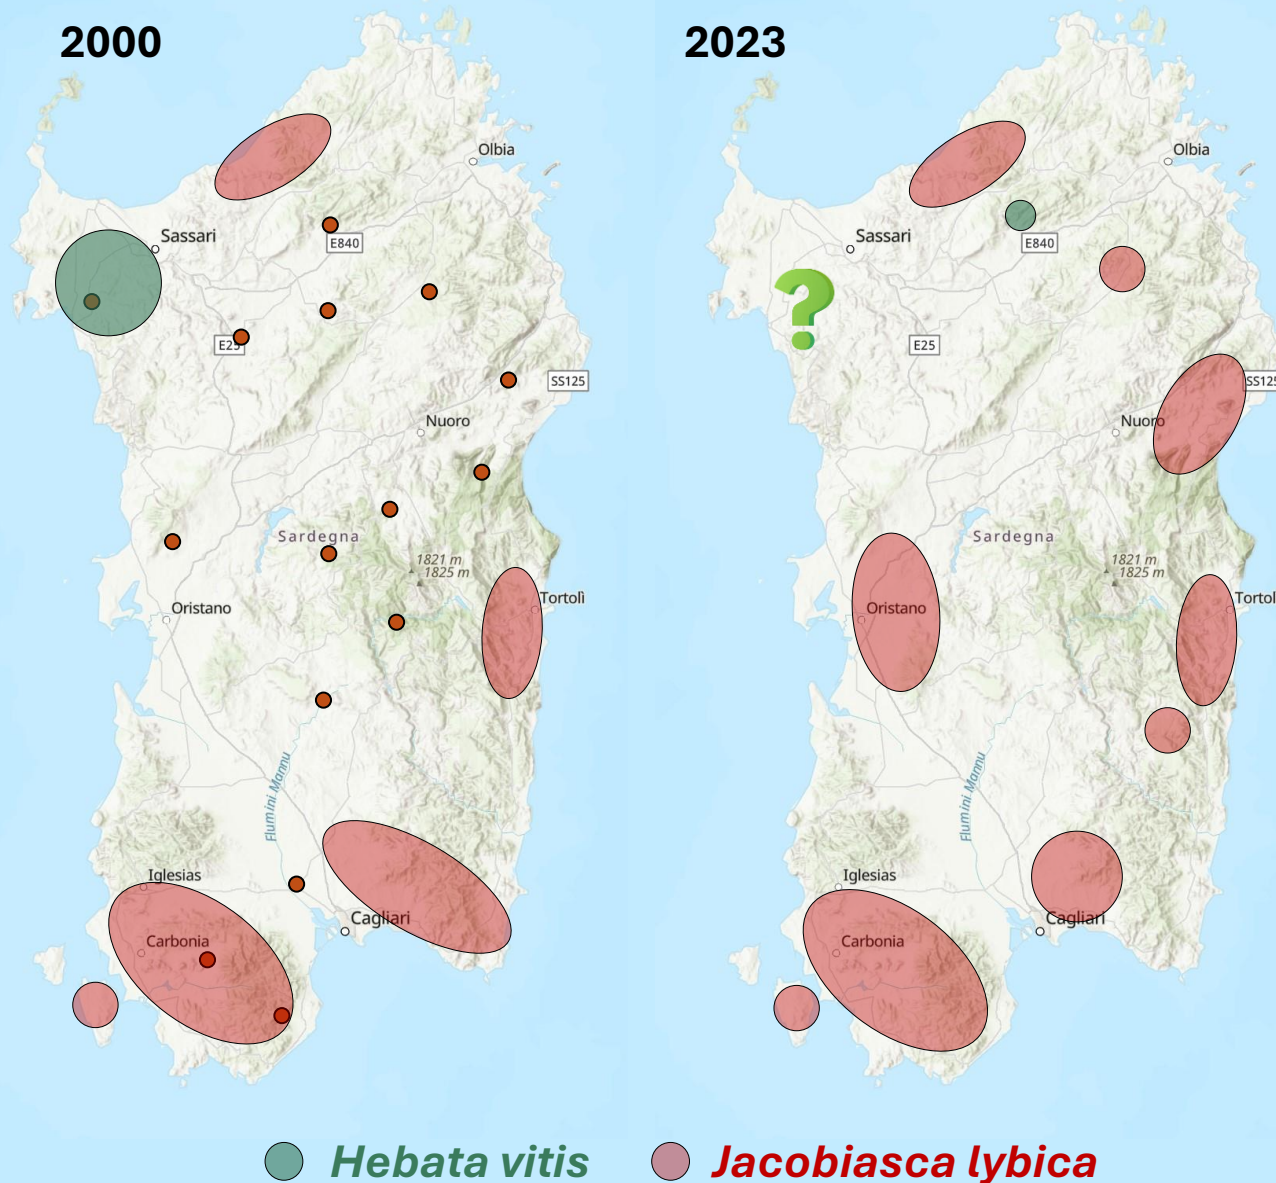 2000
2023
Olbia
Sassari
E840
E25
SS125
Nuoro
Sardegna
1821 m
1825 m
Oristano
Tortolì
Flumini Mannu
Iglesias
Cagliari
Carbonia
Olbia
Sassari
E840
?
E25
SS125
Nuoro
Sardegna
1821 m
1825 m
Oristano
Tortol
Flumini Mannu
Iglesias
Cagliari
Carbonia
Hebata vitis
Jacobiasca lybica